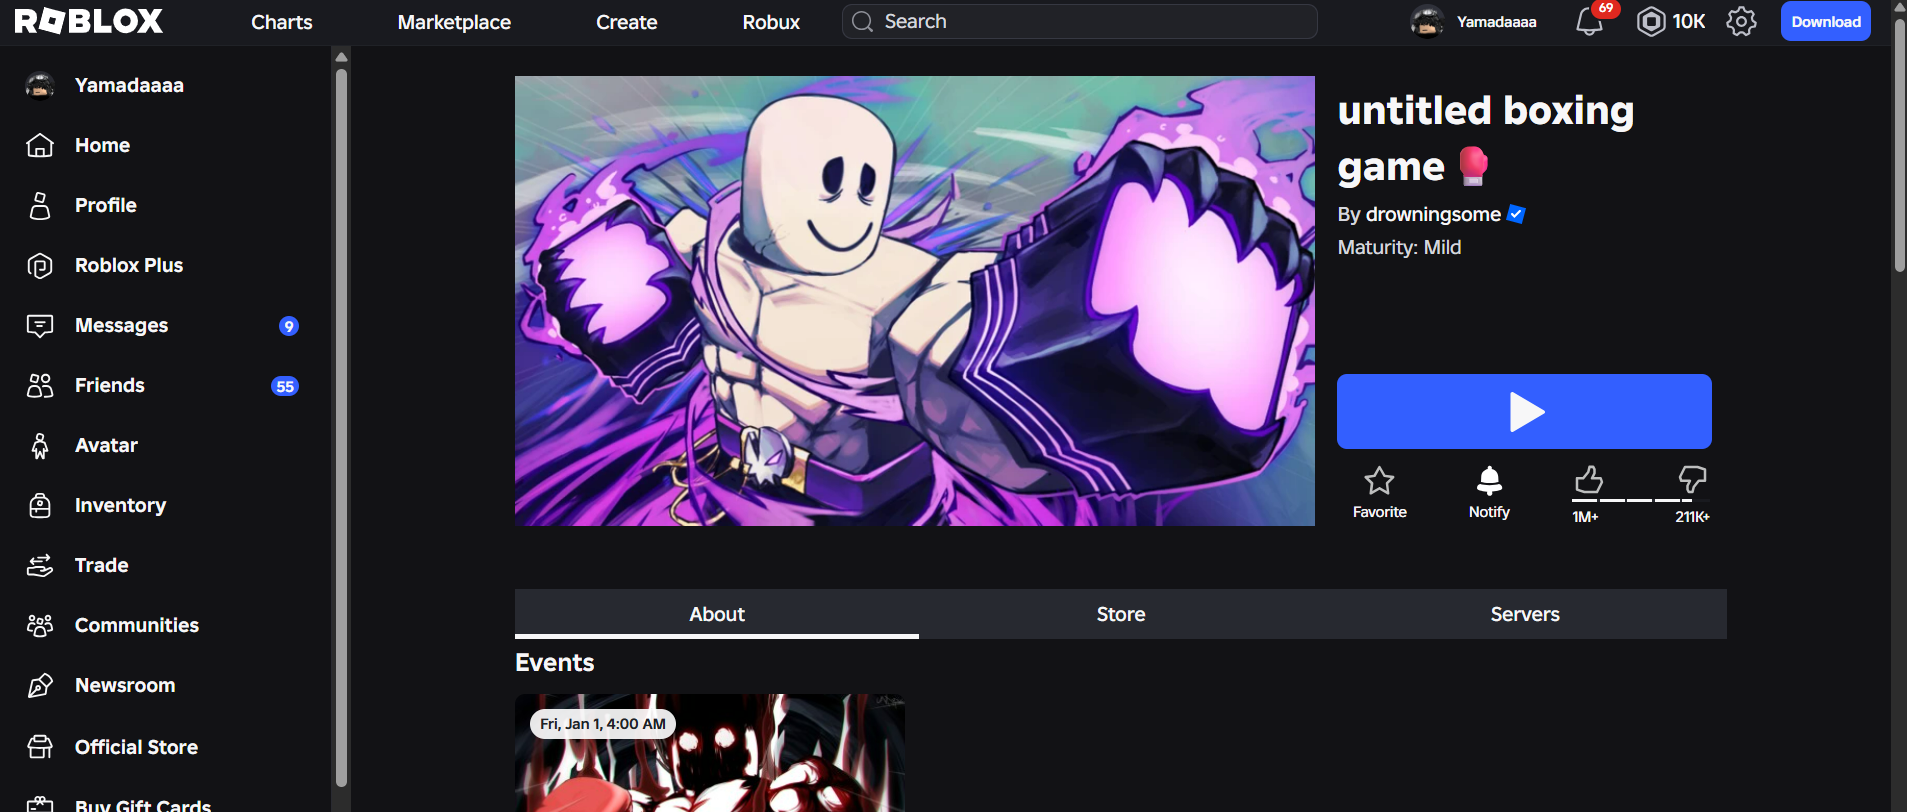 ROBLOX
Charts
Marketplace
Create
Robux
Search
Yamadaaaa
69
10K
Download
Yamadaaaa
Home
Profile
Roblox Plus
Messages
9
Friends
55
Avatar
Inventory
Trade
Communities
Newsroom
Official Store
Buy Gift Cards
untitled boxing
game
By drowningsome
Maturity: Mild
Favorite
Notify
1M+
211K+
About
Store
Servers
Events
Fri, Jan 1, 4:00 AM